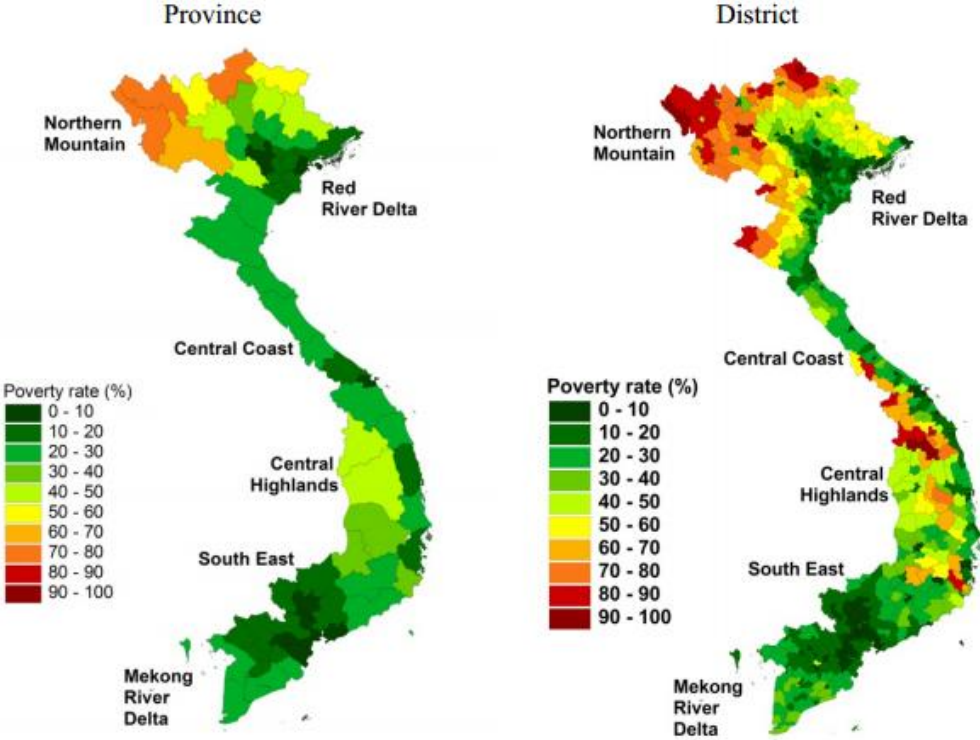 Province
Northern
Mountain
Red
River Delta
Central Coast
Poverty rate (%)
0 - 10
10 - 20
20 - 30
30 - 40
40 - 50
50 - 60
60 - 70
70 - 80
80 - 90
90 - 100
Central
Highlands
South East
Mekong
River
Delta
District
Northern
Mountain
Red
River Delta
Central Coast
Poverty rate (%)
0 - 10
10 - 20
20 - 30
30 - 40
40 - 50
50 - 60
60 - 70
70 - 80
80 - 90
90 - 100
Central
Highlands
South East
Mekong
River
Delta